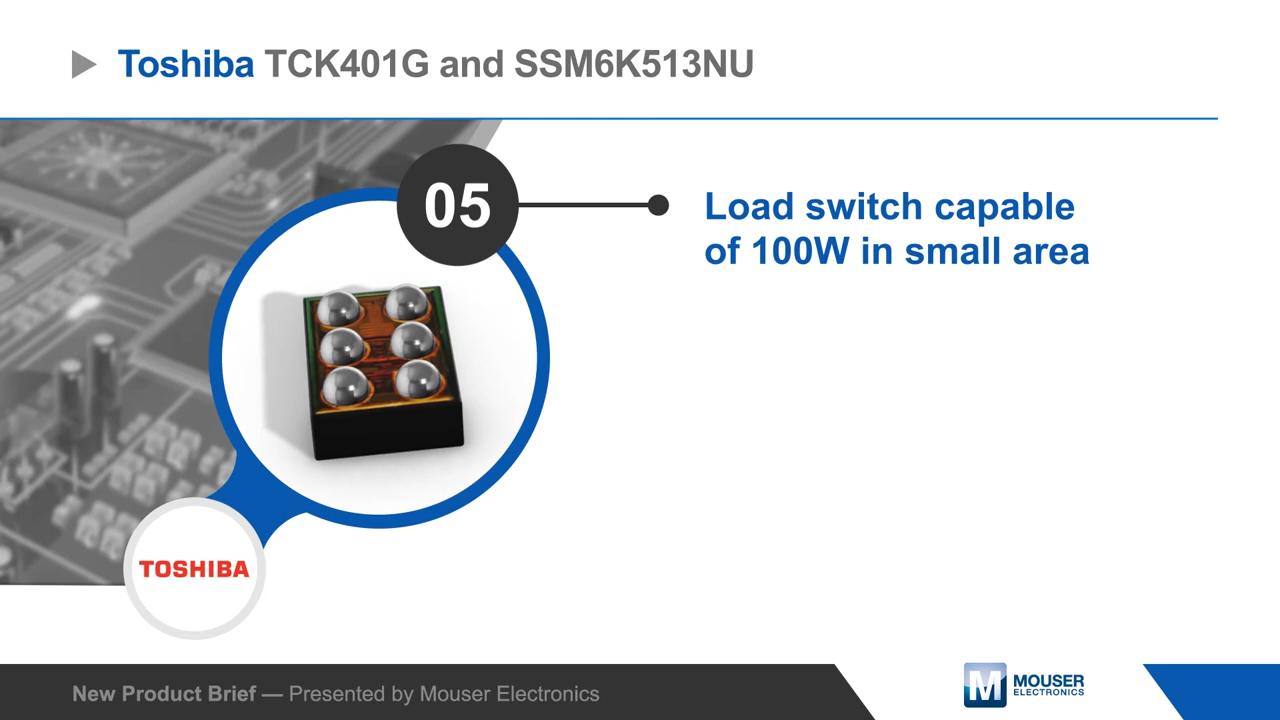 Toshiba TCK401G and SSM6K513NU
05
Load switch capable
of 100W in small area
TOSHIBA
New Product Brief — Presented by Mouser Electronics
M
MOUSER
ELECTRONICS